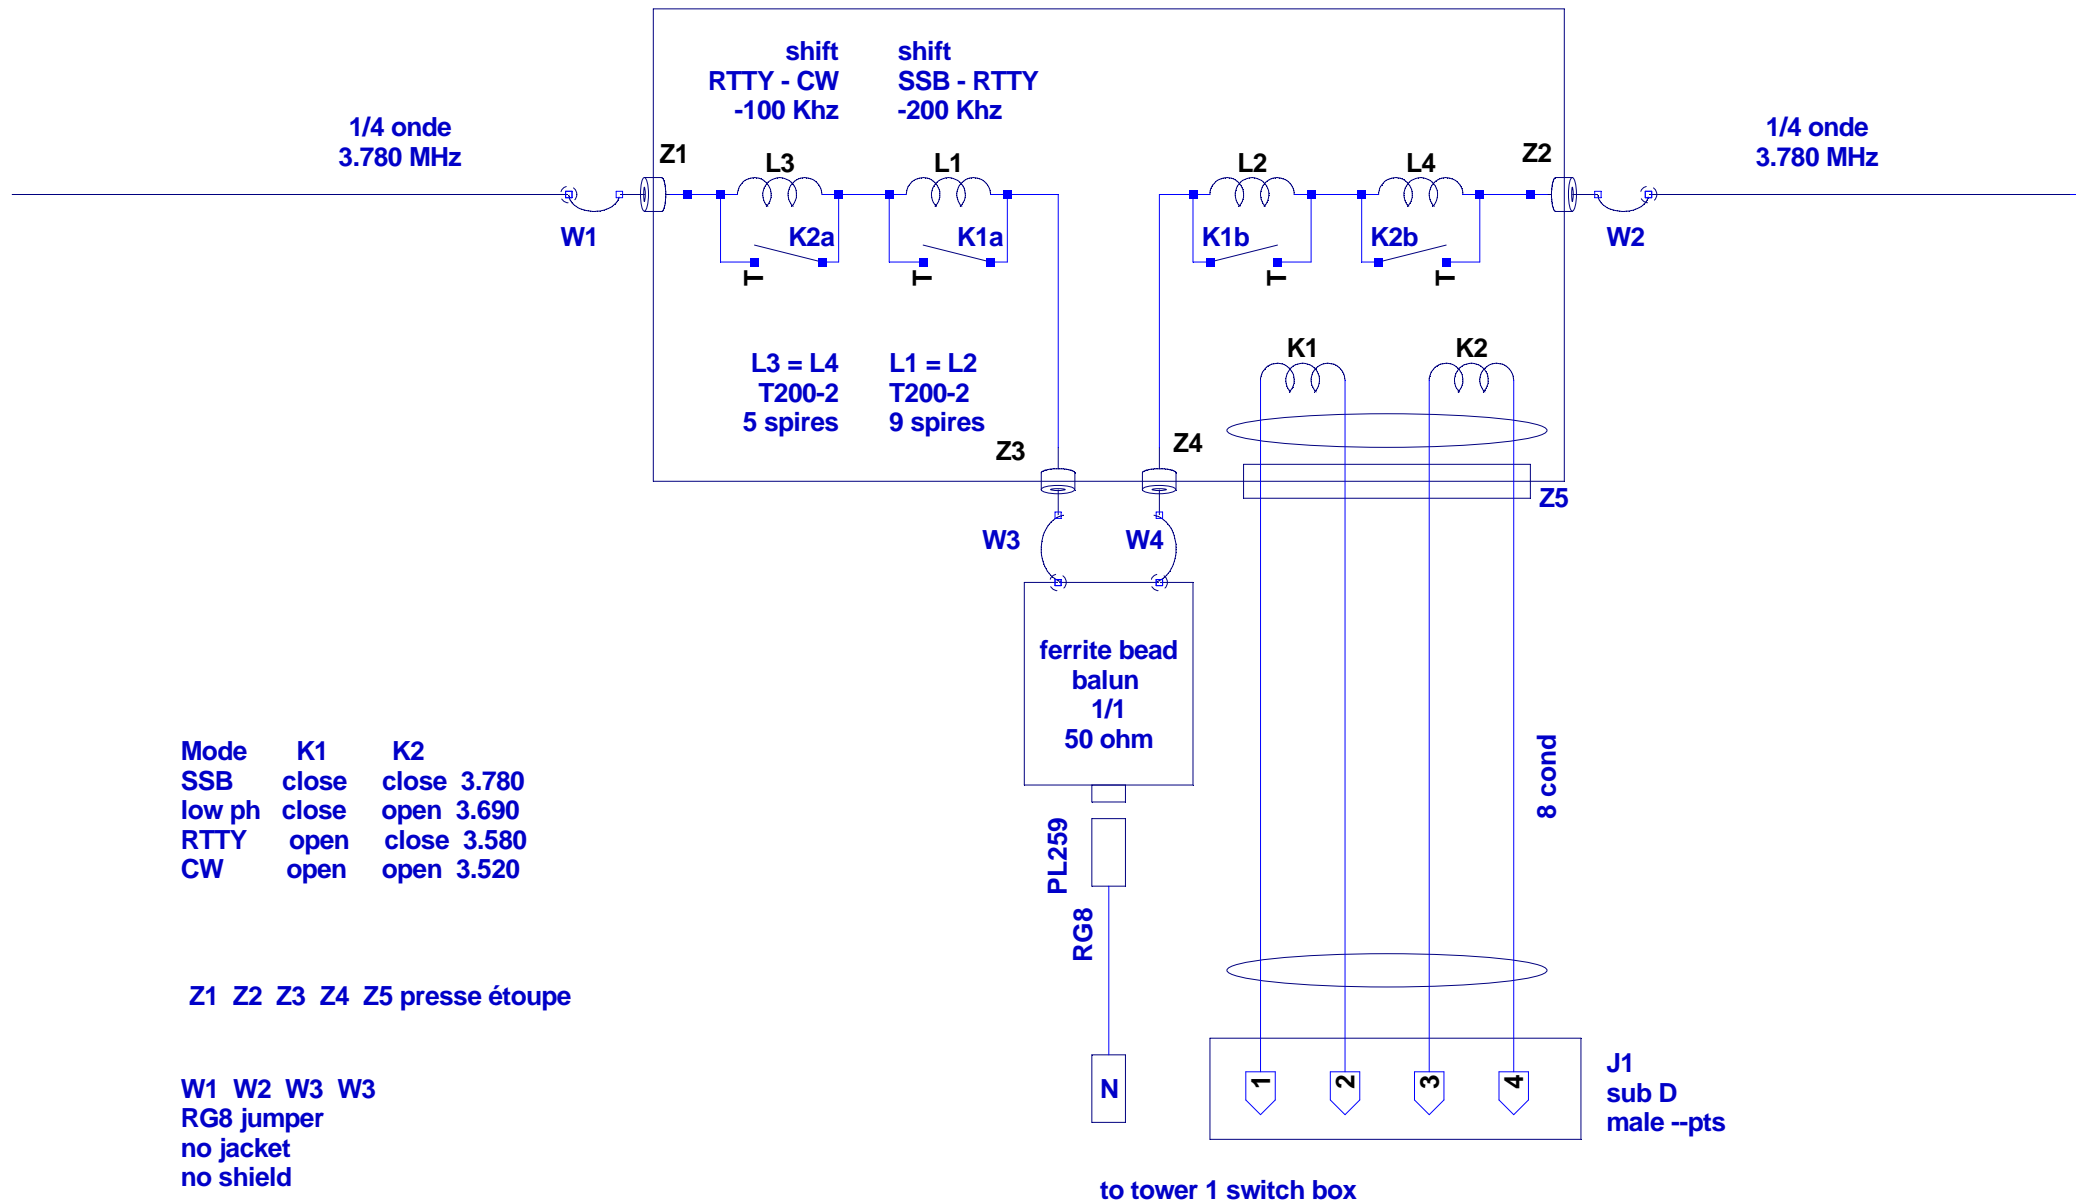 shift
RTTY - CW
-100 Khz
shift
SSB - RTTY
-200 Khz
1/4 onde
3.780 MHz
1/4 onde
3.780 MHz
Z1
L3
L1
L2
L4
Z2
W1
K2a
K1a
K1b
K2b
W2
T
T
T
T
K1
K2
L3 = L4
T200-2
5 spires
L1 = L2
T200-2
9 spires
Z3
Z4
Z5
W3
W4
ferrite bead
balun
1/1
50 ohm
Mode K1 K2
SSB close close 3.780
low ph close open 3.690
RTTY open close 3.580
CW open open 3.520
8 cond
PL259
RG8
Z1 Z2 Z3 Z4 Z5 presse étoupe
N
1
2
3
4
J1
sub D
male --pts
W1 W2 W3 W3
RG8 jumper
no jacket
no shield
to tower 1 switch box